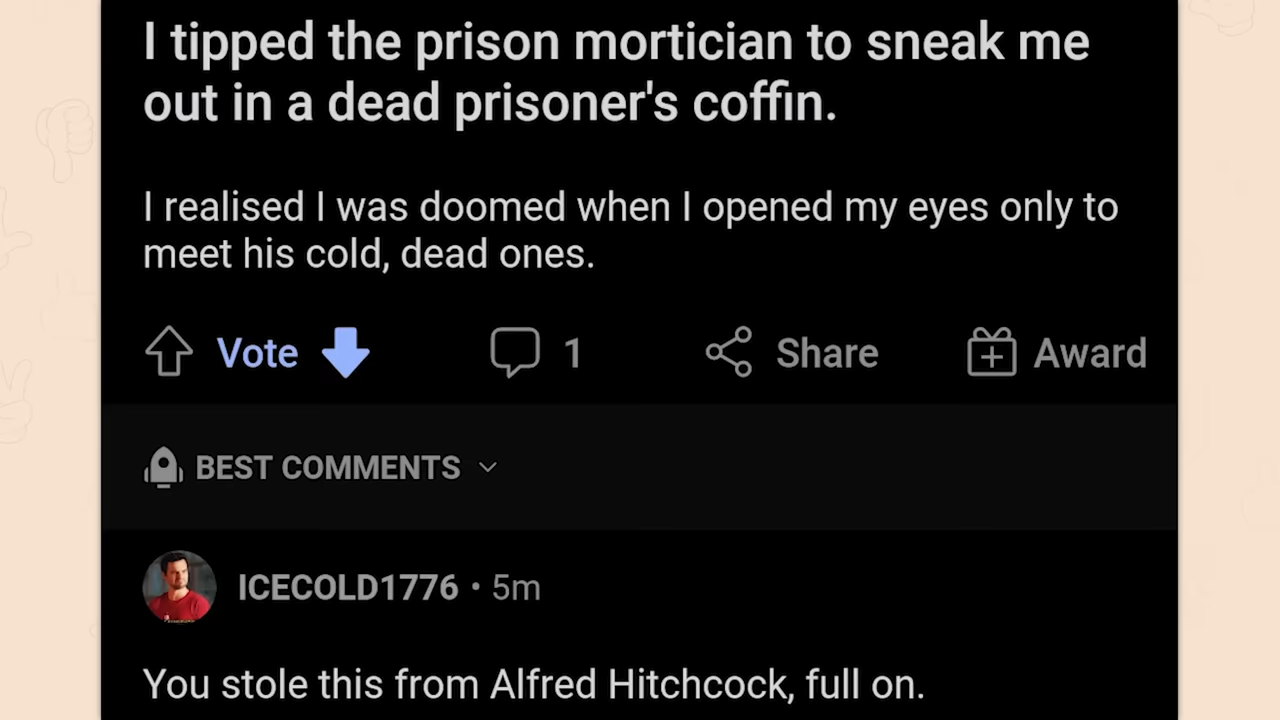 I tipped the prison mortician to sneak me
out in a dead prisoner's coffin.
I realised I was doomed when I opened my eyes only to
meet his cold, dead ones.
Vote 1 Share Award
BEST COMMENTS
ICECOLD1776 • 5m
You stole this from Alfred Hitchcock, full on.